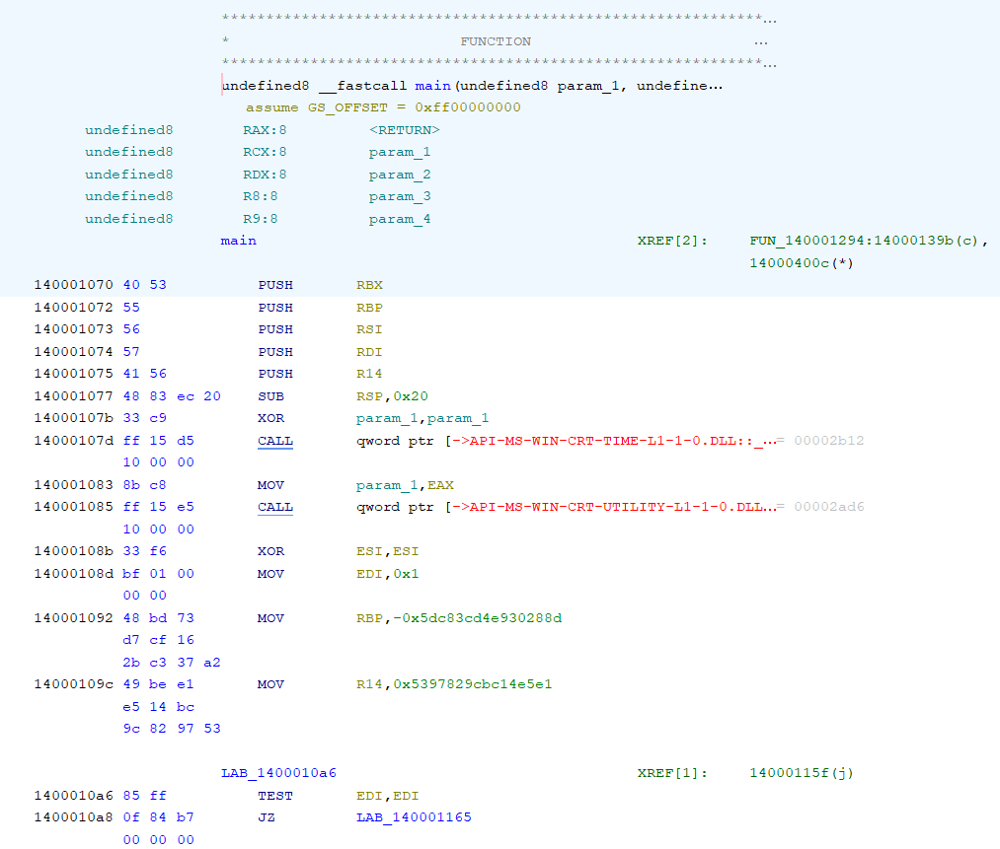 *************************************************************...
* FUNCTION ...
*************************************************************...
undefined8 __fastcall main(undefined8 param_1, undefine...
assume GS_OFFSET = 0xff00000000
undefined8 RAX:8 <RETURN>
undefined8 RCX:8 param_1
undefined8 RDX:8 param_2
undefined8 R8:8 param_3
undefined8 R9:8 param_4
main XREF[2]: FUN_140001294:14000139b(c),
14000400c(*)
140001070 40 53 PUSH RBX
140001072 55 PUSH RBP
140001073 56 PUSH RSI
140001074 57 PUSH RDI
140001075 41 56 PUSH R14
140001077 48 83 ec 20 SUB RSP,0x20
14000107b 33 c9 XOR param_1,param_1
14000107d ff 15 d5 CALL qword ptr [->API-MS-WIN-CRT-TIME-L1-1-0.DLL::_...= 00002b12
10 00 00
140001083 8b c8 MOV param_1,EAX
140001085 ff 15 e5 CALL qword ptr [->API-MS-WIN-CRT-UTILITY-L1-1-0.DLL...= 00002ad6
10 00 00
14000108b 33 f6 XOR ESI,ESI
14000108d bf 01 00 MOV EDI,0x1
00 00
140001092 48 bd 73 MOV RBP,-0x5dc83cd4e930288d
d7 cf 16
2b c3 37 a2
14000109c 49 be e1 MOV R14,0x5397829cbc14e5e1
e5 14 bc
9c 82 97 53
LAB_1400010a6 XREF[1]: 14000115f(j)
1400010a6 85 ff TEST EDI,EDI
1400010a8 0f 84 b7 JZ LAB_140001165
00 00 00